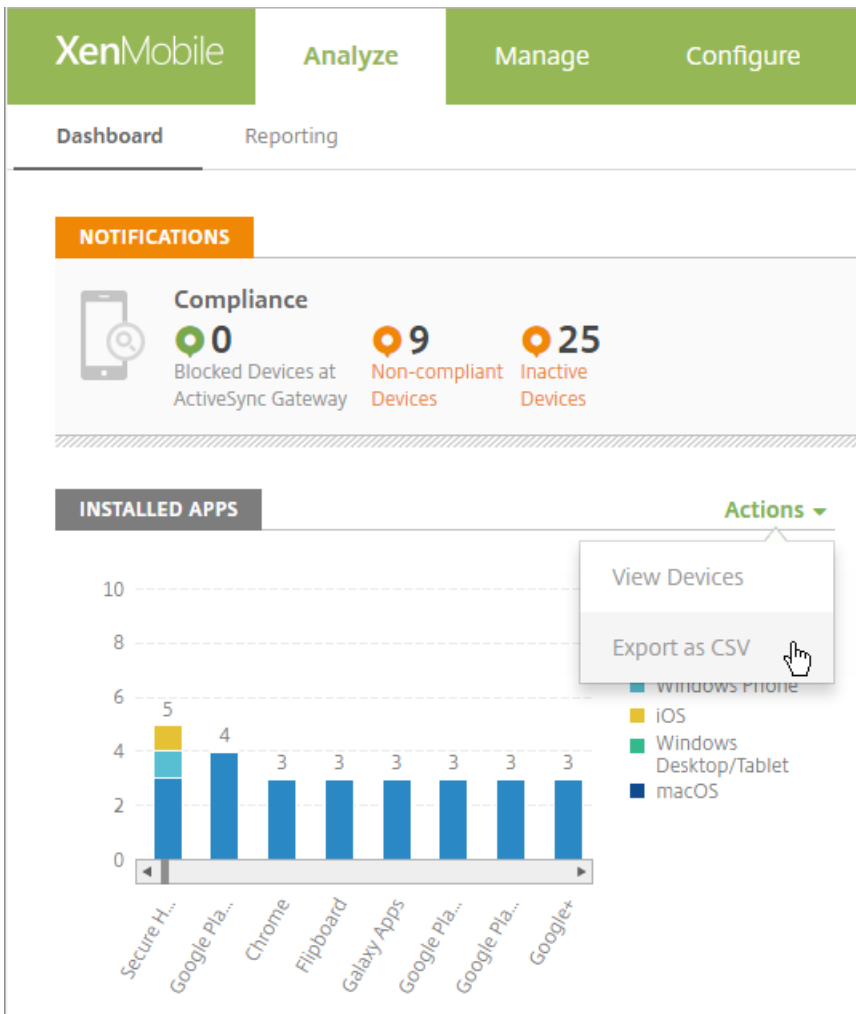 XenMobile Analyze Manage Configure
Dashboard Reporting
NOTIFICATIONS
Compliance
0 9 25
Blocked Devices at Non-compliant Inactive
ActiveSync Gateway Devices Devices
INSTALLED APPS Actions
View Devices
Export as CSV
Windows Phone
iOS
Windows
Desktop/Tablet
macOS
10
8
6
4
2
0
5 4 3 3 3 3 3 3
Secure H...
Google Pla...
Chrome
Flipboard
Galaxy Apps
Google Pla...
Google Pla...
Google+